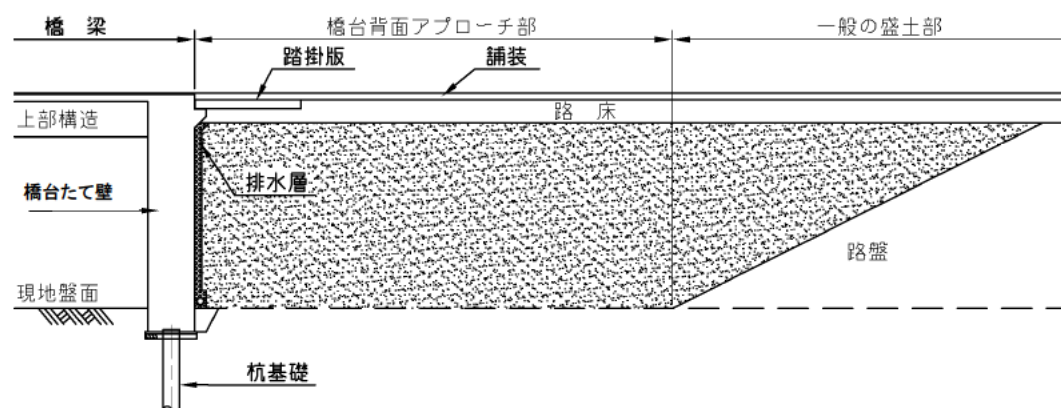 橋 梁
橋台背面アプローチ部
一般の盛土部
踏掛版
舗装
上部構造
路 床
排水層
橋台たて壁
路盤
現地盤面
杭基礎